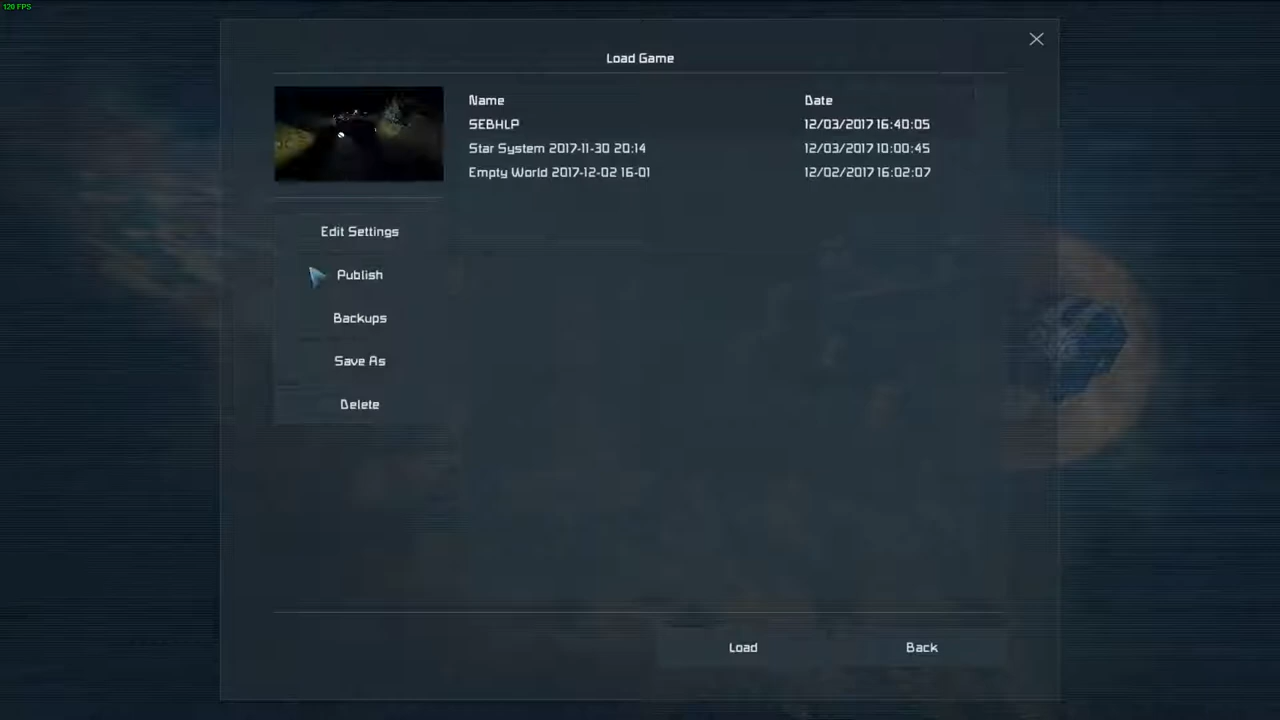 120 FPS
Load Game
Name Date
SEBHLP 12/03/2017 16:40:05
Star System 2017-11-30 20:14 12/03/2017 10:00:45
Empty World 2017-12-02 16-01 12/02/2017 16:02:07
Edit Settings
Publish
Backups
Save As
Delete
Load Back